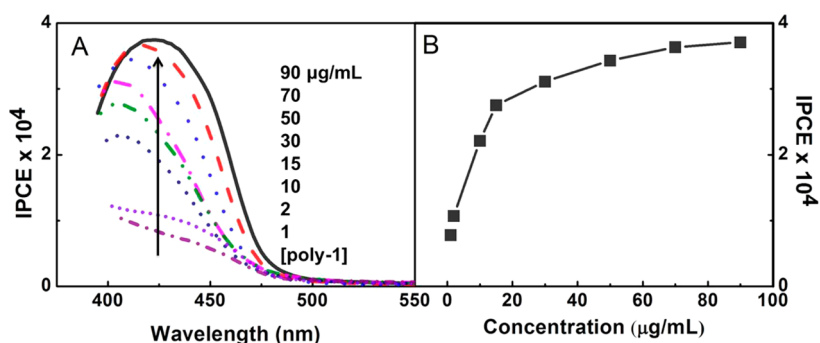 A
IPCE x 10⁴
4
2
0
90 μg/mL
70
50
30
15
10
2
1
[poly-1]
400
450
500
550
Wavelength (nm)
B
4
2
0
IPCE x 10⁴
0
20
40
60
80
100
Concentration (μg/mL)